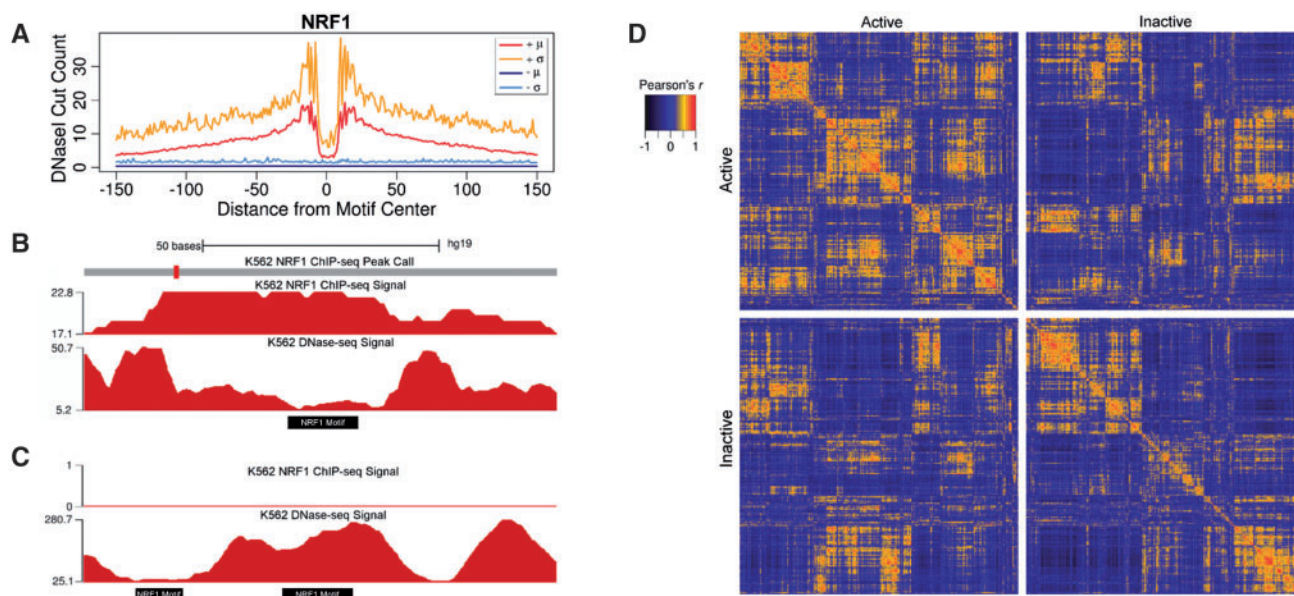 A
NRF1
DNaseI Cut Count
30
20
10
0
+ μ
+ σ
- μ
- σ
-150
-100
-50
0
50
100
150
Distance from Motif Center
B
50 bases
hg19
K562 NRF1 ChIP-seq Peak Call
K562 NRF1 ChIP-seq Signal
22.8
17.1
K562 DNase-seq Signal
50.7
5.2
NRF1 Motif
C
K562 NRF1 ChIP-seq Signal
1
0
K562 DNase-seq Signal
280.7
25.1
NRF1 Motif
NRF1 Motif
D
Active
Inactive
Pearson's r
-1 0 1
Active
Inactive